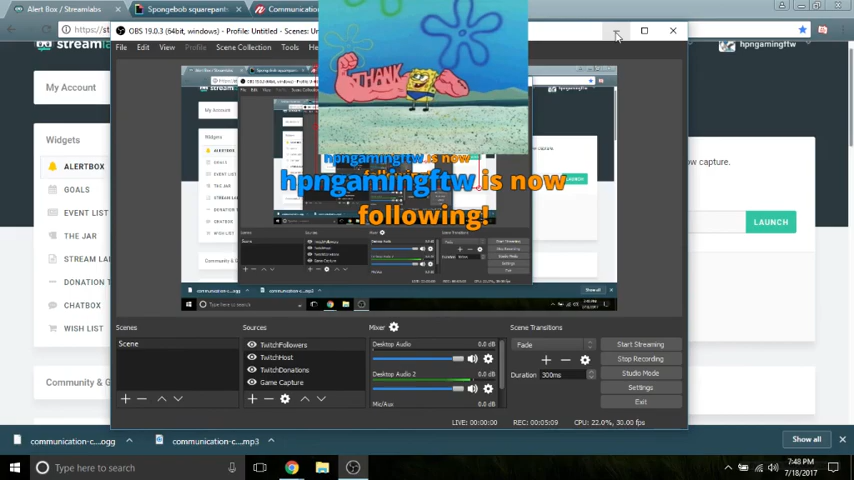 Alert Box / Streamlabs
Spongebob squarepants
Communication
https://
streamlabs
hpngamingftw
OBS 19.0.3 (64bit, windows) - Profile: Untitled - Scenes: Un
File Edit View Profile Scene Collection Tools He
THANK
hpngamingftw is now
hpngamingftw is now
following!
My Account
Widgets
ALERTBOX
GOALS
EVENT LIST
THE JAR
STREAM LA
DONATION T
CHATBOX
WISH LIST
Community & G
ow capture.
LAUNCH
Scenes
Scene
Sources
TwitchFollowers
TwitchHost
TwitchDonations
Game Capture
Mixer
Desktop Audio 0.0 dB
Desktop Audio 2 0.0 dB
Mic/Aux 0.0 dB
Scene Transitions
Fade
Duration 300ms
Start Streaming
Stop Recording
Studio Mode
Settings
Exit
LIVE: 00:00:00 REC: 00:05:09 CPU: 22.0%, 30.00 fps
communication-c....ogg
communication-c....mp3
Show all
Type here to search
7:48 PM
7/18/2017